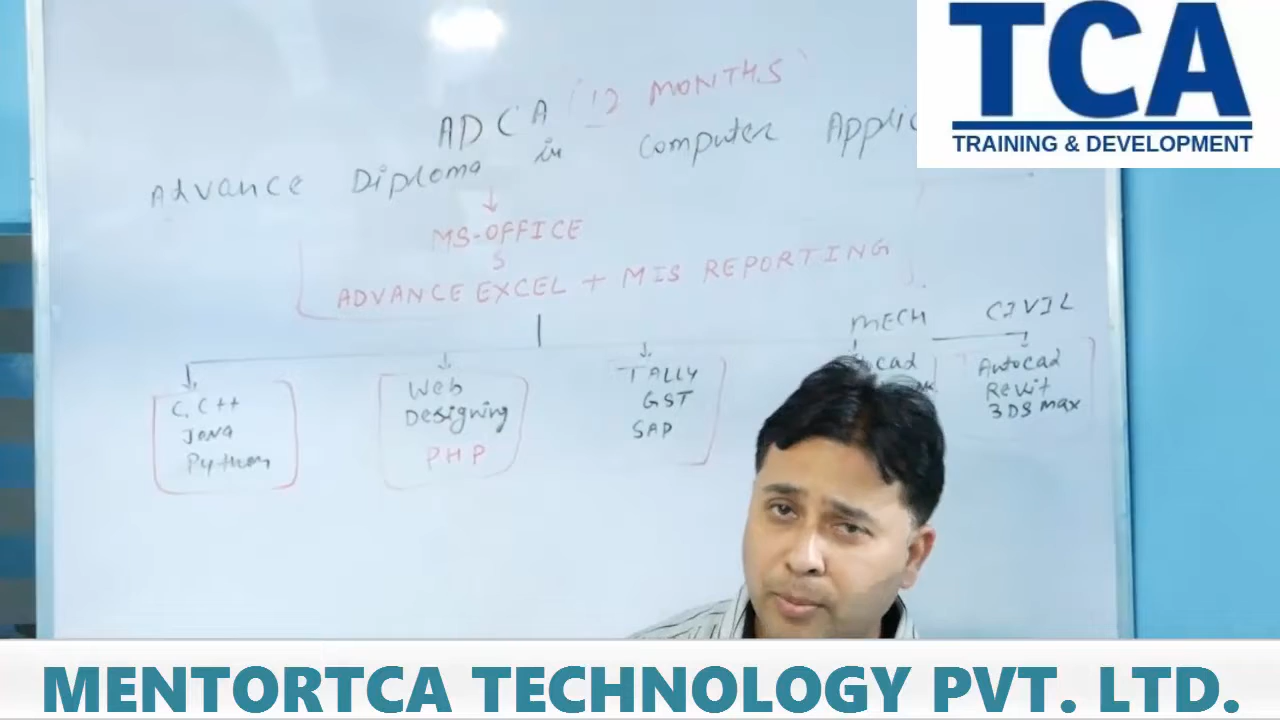 TCA
TRAINING & DEVELOPMENT
ADCA (12 MONTHS)
Advance Diploma in Computer Applic
MS-OFFICE
ADVANCE EXCEL + MIS REPORTING
MECH CIVIL
C, C++
Java
Python
Web
Designing
PHP
TALLY
GST
SAP
cad
Autocad
Revit
3DS max
MENTORTCA TECHNOLOGY PVT. LTD.